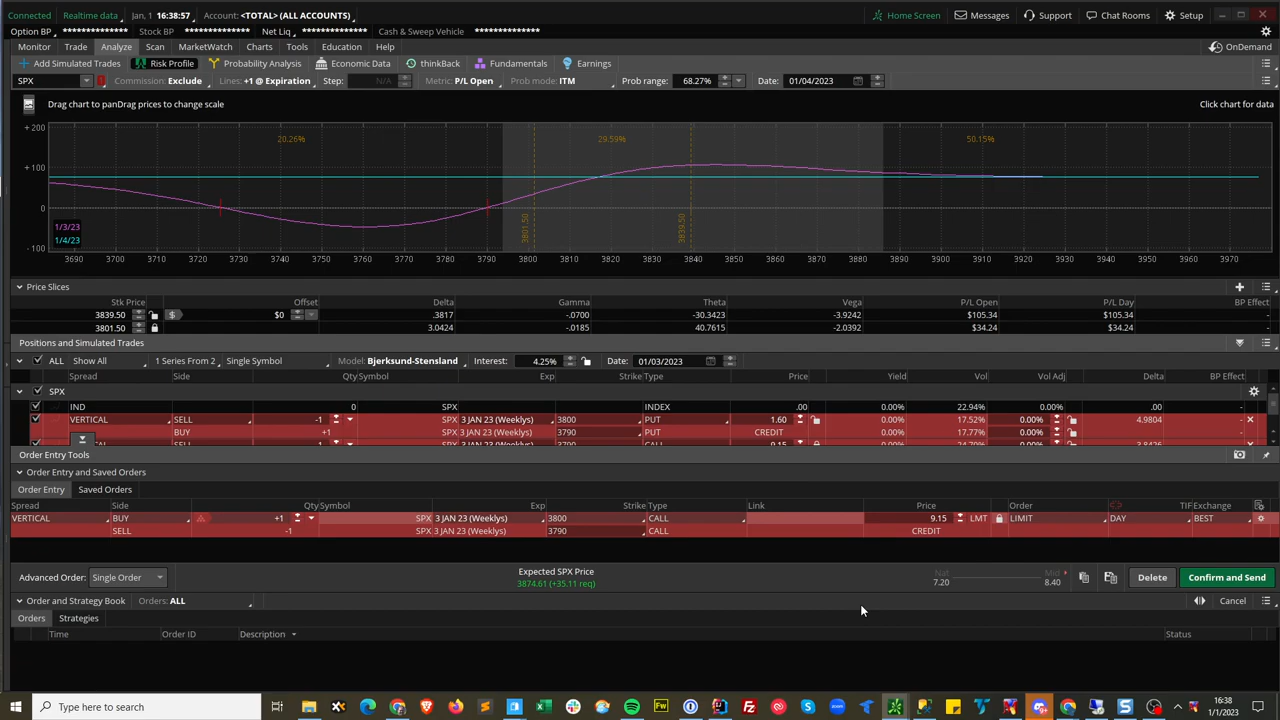 Connected Realtime data Jan, 1 16:38:57 Account: <TOTAL> (ALL ACCOUNTS) Home Screen Messages Support Chat Rooms Setup
Option BP ************** Stock BP ************** Net Liq ************** Cash & Sweep Vehicle **************
Monitor Trade Analyze Scan MarketWatch Charts Tools Education Help OnDemand
Add Simulated Trades Risk Profile Probability Analysis Economic Data thinkBack Fundamentals Earnings
SPX Commission: Exclude Lines: +1 @ Expiration Step: N/A Metric: P/L Open Prob mode: ITM Prob range: 68.27% Date: 01/04/2023
Drag chart to panDrag prices to change scale Click chart for data
+ 200
20.26% 29.59% 50.15%
+ 100
0
- 100
1/3/23
1/4/23
3801.50
3839.50
3690 3710 3720 3730 3740 3750 3760 3770 3780 3790 3800 3810 3820 3830 3840 3850 3860 3870 3880 3890 3900 3910 3920 3930 3940 3950 3960 3970
Price Slices
Stk Price Offset Delta Gamma Theta Vega P/L Open P/L Day BP Effect
3839.50 $ $0 .3817 -.0700 -30.3423 -3.9242 $105.34 $105.34
3801.50 3.0424 -.0185 40.7615 -2.0392 $34.24 $34.24
Positions and Simulated Trades
ALL Show All 1 Series From 2 Single Symbol Model: Bjerksund-Stensland Interest: 4.25% Date: 01/03/2023
Spread Side Qty Symbol Exp Strike Type Price Yield Vol Vol Adj Delta BP Effect
SPX
IND 0 SPX INDEX .00 0.00% 22.94% 0.00% .00 -
VERTICAL SELL -1 SPX 3 JAN 23 (Weeklys) 3800 PUT 1.60 0.00% 17.52% 0.00% 4.9804 -
BUY +1 SPX 3 JAN 23 (Weeklys) 3790 PUT CREDIT 0.00% 17.77% 0.00% -
Order Entry Tools
Order Entry and Saved Orders
Order Entry Saved Orders
Spread Side Qty Symbol Exp Strike Type Link Price Order TIF Exchange
VERTICAL BUY +1 SPX 3 JAN 23 (Weeklys) 3800 CALL 9.15 LMT LIMIT DAY BEST
SELL -1 SPX 3 JAN 23 (Weeklys) 3790 CALL CREDIT
Advanced Order: Single Order Expected SPX Price Nat Mid Delete Confirm and Send
3874.61 (+35.11 req) 7.20 8.40
Order and Strategy Book Orders: ALL Cancel
Orders Strategies
Time Order ID Description Status
Type here to search
16:38
1/1/2023